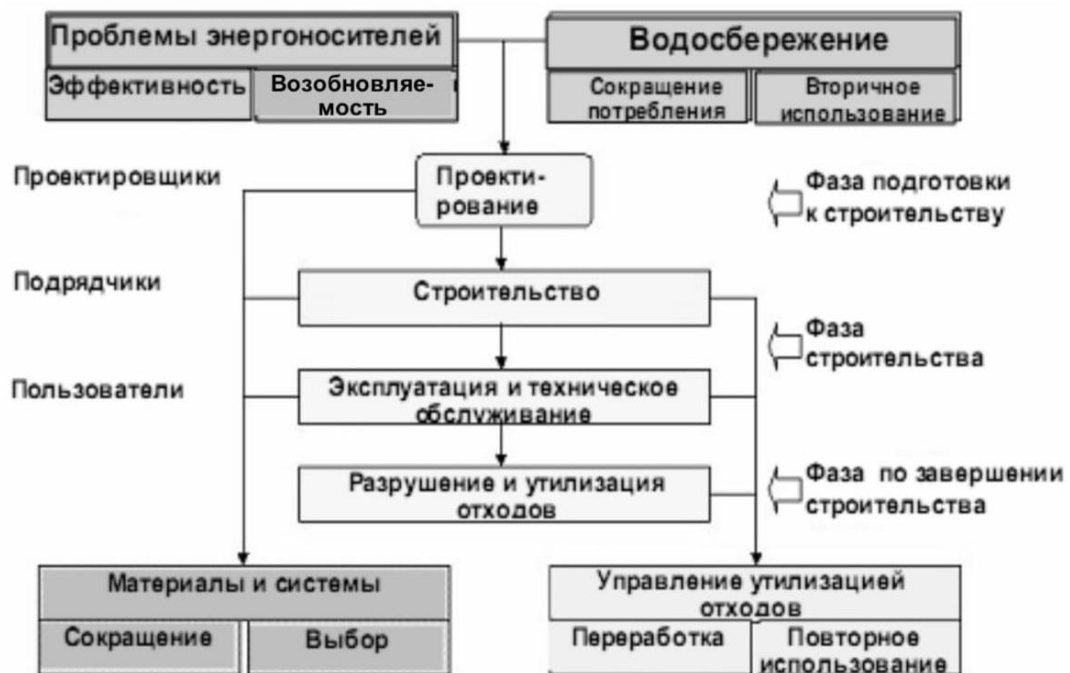 Проблемы энергоносителей
Эффективность
Возобновляе-
мость
Водосбережение
Сокращение
потребления
Вторичное
использование
Проектировщики
Проекти-
рование
Фаза подготовки
к строительству
Подрядчики
Строительство
Фаза
строительства
Пользователи
Эксплуатация и техническое
обслуживание
Разрушение и утилизация
отходов
Фаза по завершении
строительства
Материалы и системы
Сокращение
Выбор
Управление утилизацией
отходов
Переработка
Повторное
использование